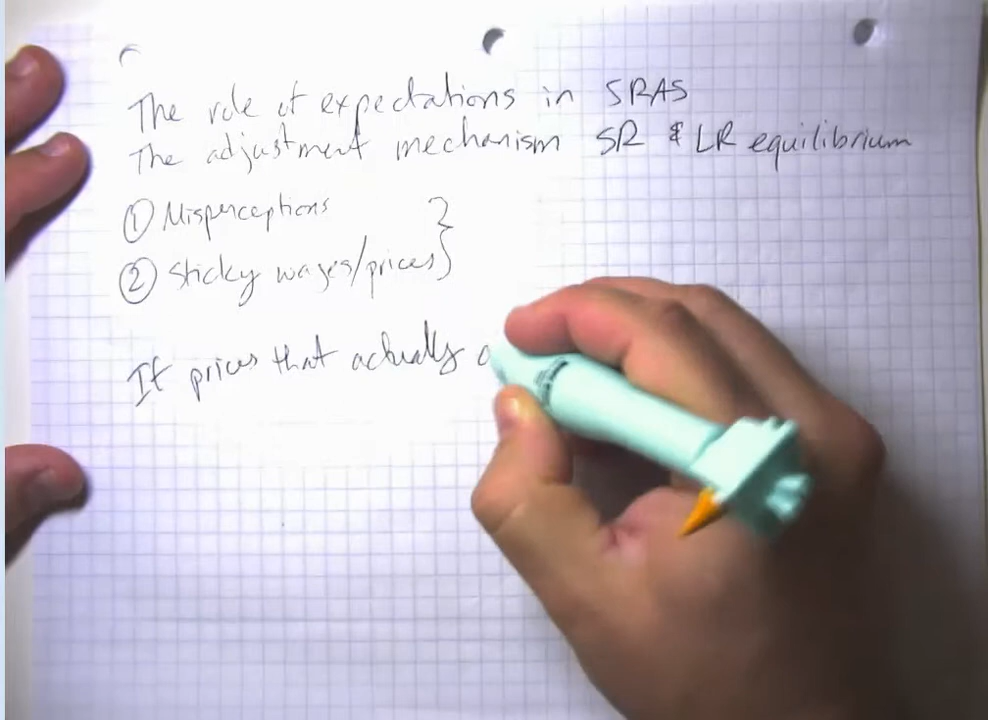 The role of expectations in SRAS
The adjustment mechanism SR & LR equilibrium
① Misperceptions
② Sticky wages/prices }
If prices that actually